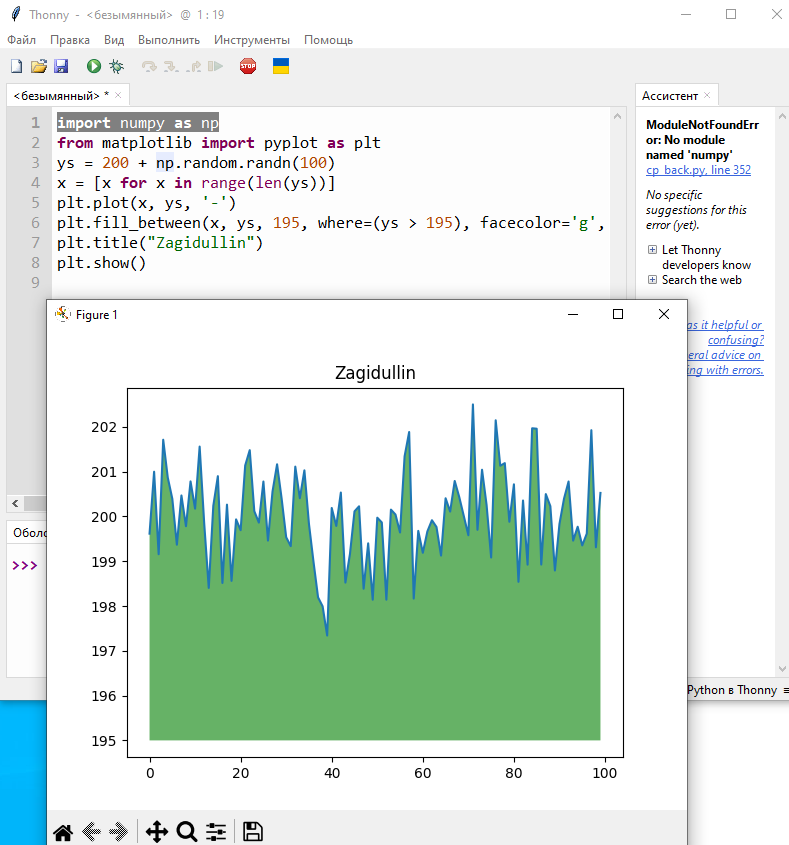 Thonny - <безымянный> @ 1 : 19
Файл Правка Вид Выполнить Инструменты Помощь
STOP
<безымянный> *
1 import numpy as np
2 from matplotlib import pyplot as plt
3 ys = 200 + np.random.randn(100)
4 x = [x for x in range(len(ys))]
5 plt.plot(x, ys, '-')
6 plt.fill_between(x, ys, 195, where=(ys > 195), facecolor='g',
7 plt.title("Zagidullin")
8 plt.show()
9
Ассистент
ModuleNotFoundErr
or: No module
named 'numpy'
cp_back.py, line 352
No specific
suggestions for this
error (yet).
Let Thonny
developers know
Search the web
as it helpful or
confusing?
eral advice on
ing with errors.
Оболо
>>>
Python в Thonny
Figure 1
Zagidullin
202
201
200
199
198
197
196
195
0 20 40 60 80 100